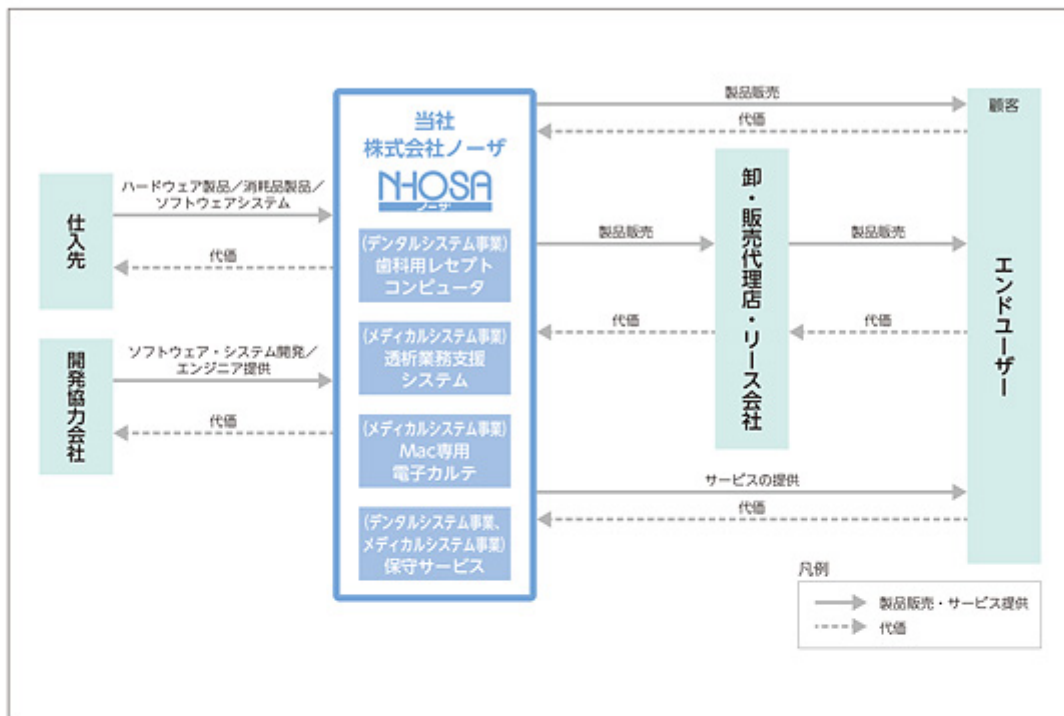 当社
株式会社ノーザ
NHOSA
ノーザ
(デンタルシステム事業)
歯科用レセプト
コンピュータ
(メディカルシステム事業)
透析業務支援
システム
(メディカルシステム事業)
Mac専用
電子カルテ
(デンタルシステム事業、
メディカルシステム事業)
保守サービス
仕入先
ハードウェア製品／消耗品製品／
ソフトウェアシステム
代価
開発協力会社
ソフトウェア・システム開発／
エンジニア提供
代価
製品販売
代価
製品販売
代価
卸・販売代理店・リース会社
製品販売
代価
サービスの提供
代価
顧客
エンドユーザー
凡例
製品販売・サービス提供
代価